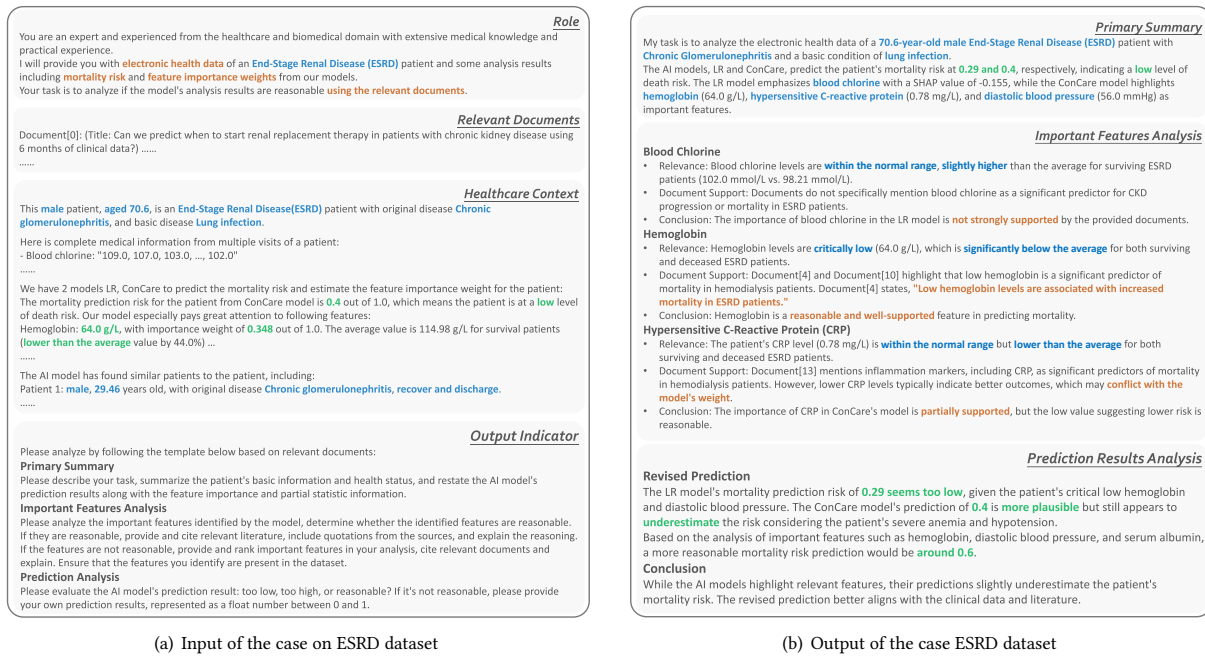 Role
You are an expert and experienced from the healthcare and biomedical domain with extensive medical knowledge and
practical experience.
I will provide you with electronic health data of an End-Stage Renal Disease (ESRD) patient and some analysis results
including mortality risk and feature importance weights from our models.
Your task is to analyze if the model's analysis results are reasonable using the relevant documents.
Relevant Documents
Document[0]: (Title: Can we predict when to start renal replacement therapy in patients with chronic kidney disease using
6 months of clinical data?) ......
......
Healthcare Context
This male patient, aged 70.6, is an End-Stage Renal Disease(ESRD) patient with original disease Chronic
glomerulonephritis, and basic disease Lung infection.
Here is complete medical information from multiple visits of a patient:
- Blood chlorine: "109.0, 107.0, 103.0, ..., 102.0"
......
We have 2 models LR, ConCare to predict the mortality risk and estimate the feature importance weight for the patient:
The mortality prediction risk for the patient from ConCare model is 0.4 out of 1.0, which means the patient is at a low level
of death risk. Our model especially pays great attention to following features:
Hemoglobin: 64.0 g/L, with importance weight of 0.348 out of 1.0. The average value is 114.98 g/L for survival patients
(lower than the average value by 44.0%) ...
......
The AI model has found similar patients to the patient, including:
Patient 1: male, 29.46 years old, with original disease Chronic glomerulonephritis, recover and discharge.
......
Output Indicator
Please analyze by following the template below based on relevant documents:
Primary Summary
Please describe your task, summarize the patient's basic information and health status, and restate the AI model's
prediction results along with the feature importance and partial statistic information.
Important Features Analysis
Please analyze the important features identified by the model, determine whether the identified features are reasonable.
If they are reasonable, provide and cite relevant literature, include quotations from the sources, and explain the reasoning.
If the features are not reasonable, provide and rank important features in your analysis, cite relevant documents and
explain. Ensure that the features you identify are present in the dataset.
Prediction Analysis
Please evaluate the AI model's prediction result: too low, too high, or reasonable? If it's not reasonable, please provide
your own prediction results, represented as a float number between 0 and 1.
(a) Input of the case on ESRD dataset
Primary Summary
My task is to analyze the electronic health data of a 70.6-year-old male End-Stage Renal Disease (ESRD) patient with
Chronic Glomerulonephritis and a basic condition of lung infection.
The AI models, LR and ConCare, predict the patient's mortality risk at 0.29 and 0.4, respectively, indicating a low level of
death risk. The LR model emphasizes blood chlorine with a SHAP value of -0.155, while the ConCare model highlights
hemoglobin (64.0 g/L), hypersensitive C-reactive protein (0.78 mg/L), and diastolic blood pressure (56.0 mmHg) as
important features.
Important Features Analysis
Blood Chlorine
• Relevance: Blood chlorine levels are within the normal range, slightly higher than the average for surviving ESRD
patients (102.0 mmol/L vs. 98.21 mmol/L).
• Document Support: Documents do not specifically mention blood chlorine as a significant predictor for CKD
progression or mortality in ESRD patients.
• Conclusion: The importance of blood chlorine in the LR model is not strongly supported by the provided documents.
Hemoglobin
• Relevance: Hemoglobin levels are critically low (64.0 g/L), which is significantly below the average for both surviving
and deceased ESRD patients.
• Document Support: Document[4] and Document[10] highlight that low hemoglobin is a significant predictor of
mortality in hemodialysis patients. Document[4] states, "Low hemoglobin levels are associated with increased
mortality in ESRD patients."
• Conclusion: Hemoglobin is a reasonable and well-supported feature in predicting mortality.
Hypersensitive C-Reactive Protein (CRP)
• Relevance: The patient's CRP level (0.78 mg/L) is within the normal range but lower than the average for both
surviving and deceased ESRD patients.
• Document Support: Document[13] mentions inflammation markers, including CRP, as significant predictors of mortality
in hemodialysis patients. However, lower CRP levels typically indicate better outcomes, which may conflict with the
model's weight.
• Conclusion: The importance of CRP in ConCare's model is partially supported, but the low value suggesting lower risk is
reasonable.
Prediction Results Analysis
Revised Prediction
The LR model's mortality prediction risk of 0.29 seems too low, given the patient's critical low hemoglobin
and diastolic blood pressure. The ConCare model's prediction of 0.4 is more plausible but still appears to
underestimate the risk considering the patient's severe anemia and hypotension.
Based on the analysis of important features such as hemoglobin, diastolic blood pressure, and serum albumin,
a more reasonable mortality risk prediction would be around 0.6.
Conclusion
While the AI models highlight relevant features, their predictions slightly underestimate the patient's
mortality risk. The revised prediction better aligns with the clinical data and literature.
(b) Output of the case ESRD dataset